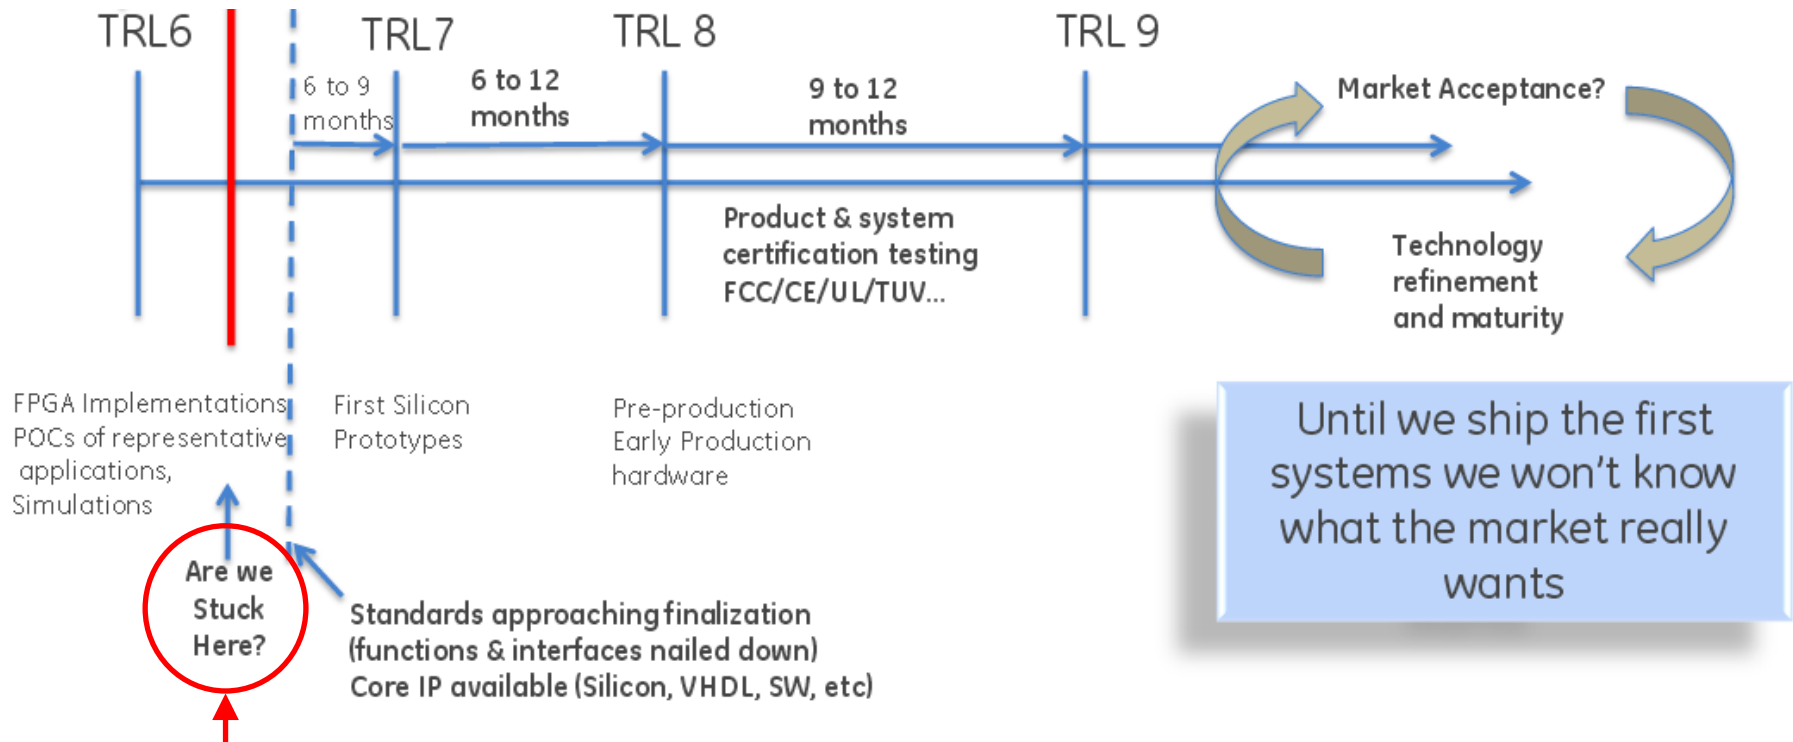 TRL6
TRL7
TRL 8
TRL 9
6 to 9
months
6 to 12
months
9 to 12
months
Market Acceptance?
Product & system
certification testing
FCC/CE/UL/TUV...
Technology
refinement
and maturity
FPGA Implementations
POCs of representative
applications,
Simulations
First Silicon
Prototypes
Pre-production
Early Production
hardware
Until we ship the first
systems we won't know
what the market really
wants
Are we
Stuck
Here?
Standards approaching finalization
(functions & interfaces nailed down)
Core IP available (Silicon, VHDL, SW, etc)